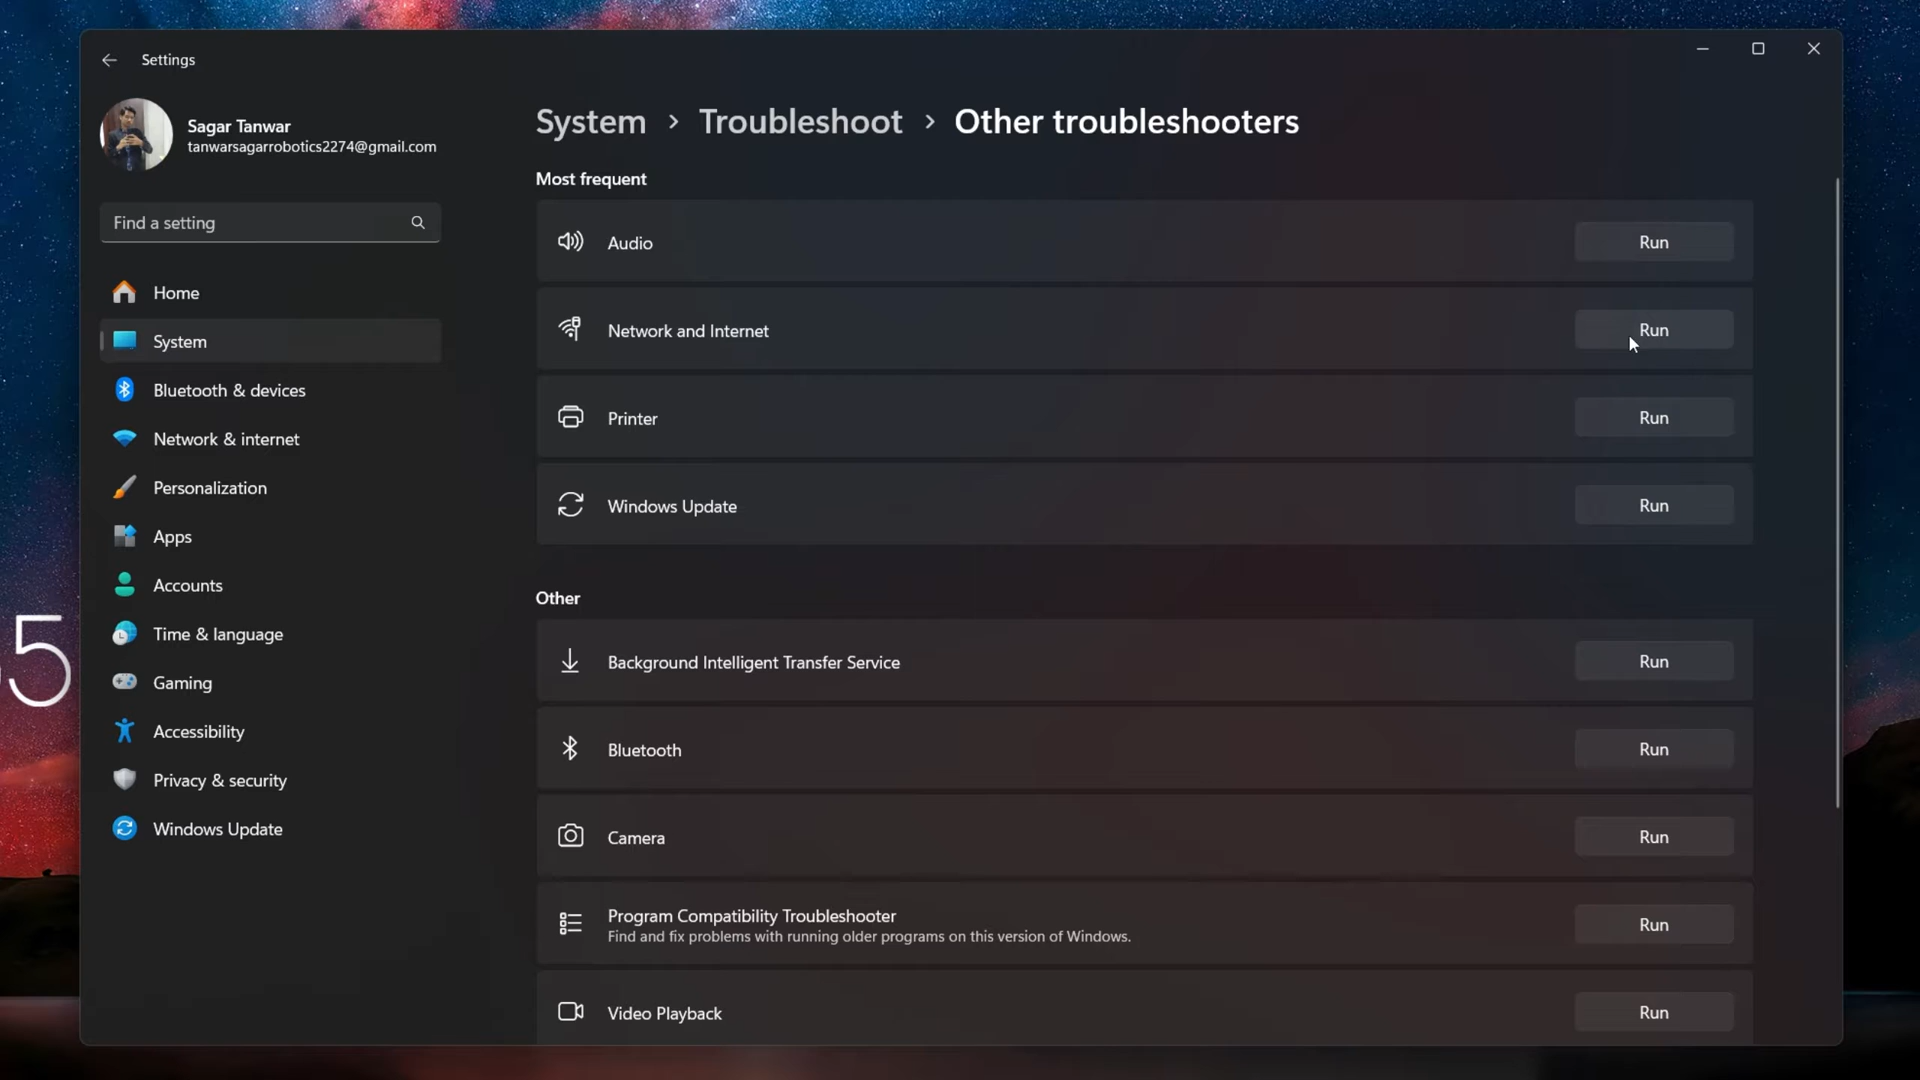 Settings
Sagar Tanwar
tanwarsagarrobotics2274@gmail.com
Find a setting
Home
System
Bluetooth & devices
Network & internet
Personalization
Apps
Accounts
Time & language
Gaming
Accessibility
Privacy & security
Windows Update
System > Troubleshoot > Other troubleshooters
Most frequent
Audio Run
Network and Internet Run
Printer Run
Windows Update Run
Other
Background Intelligent Transfer Service Run
Bluetooth Run
Camera Run
Program Compatibility Troubleshooter Run
Find and fix problems with running older programs on this version of Windows.
Video Playback Run
5